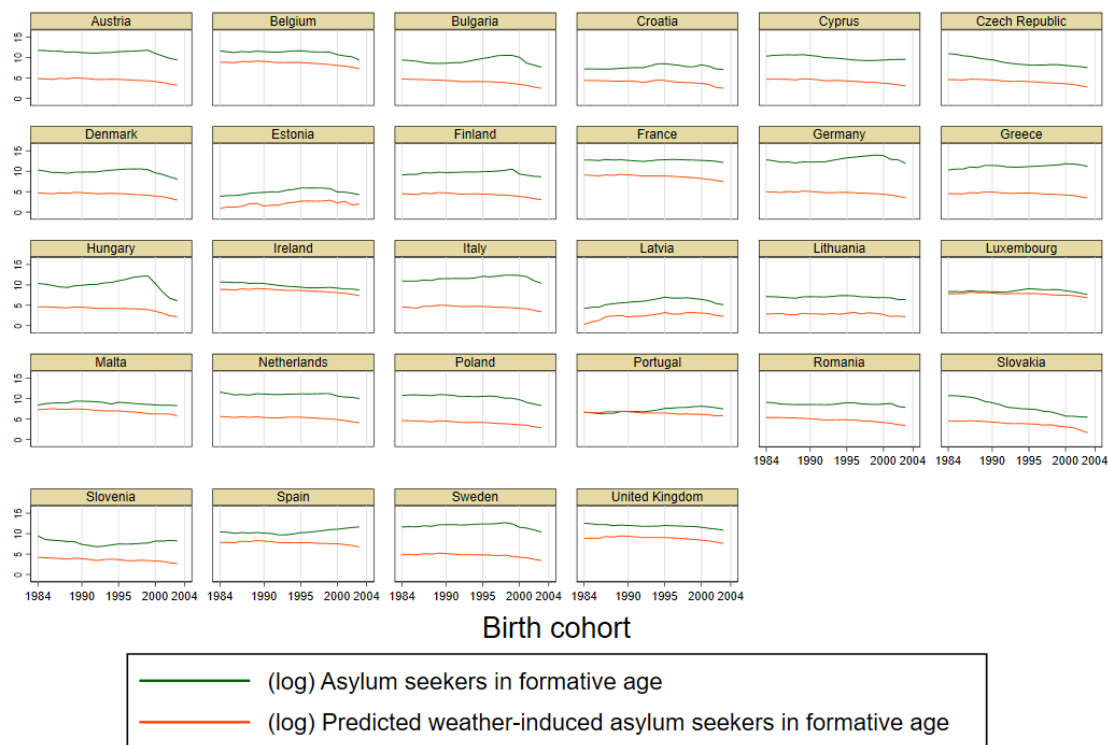 Austria Belgium Bulgaria Croatia Cyprus Czech Republic
0 5 10 15
Denmark Estonia Finland France Germany Greece
0 5 10 15
Hungary Ireland Italy Latvia Lithuania Luxembourg
0 5 10 15
Malta Netherlands Poland Portugal Romania Slovakia
0 5 10 15
1984 1990 1995 2000 2004 1984 1990 1995 2000 2004
Slovenia Spain Sweden United Kingdom
0 5 10 15
1984 1990 1995 2000 2004 1984 1990 1995 2000 2004 1984 1990 1995 2000 2004 1984 1990 1995 2000 2004
Birth cohort
(log) Asylum seekers in formative age
(log) Predicted weather-induced asylum seekers in formative age